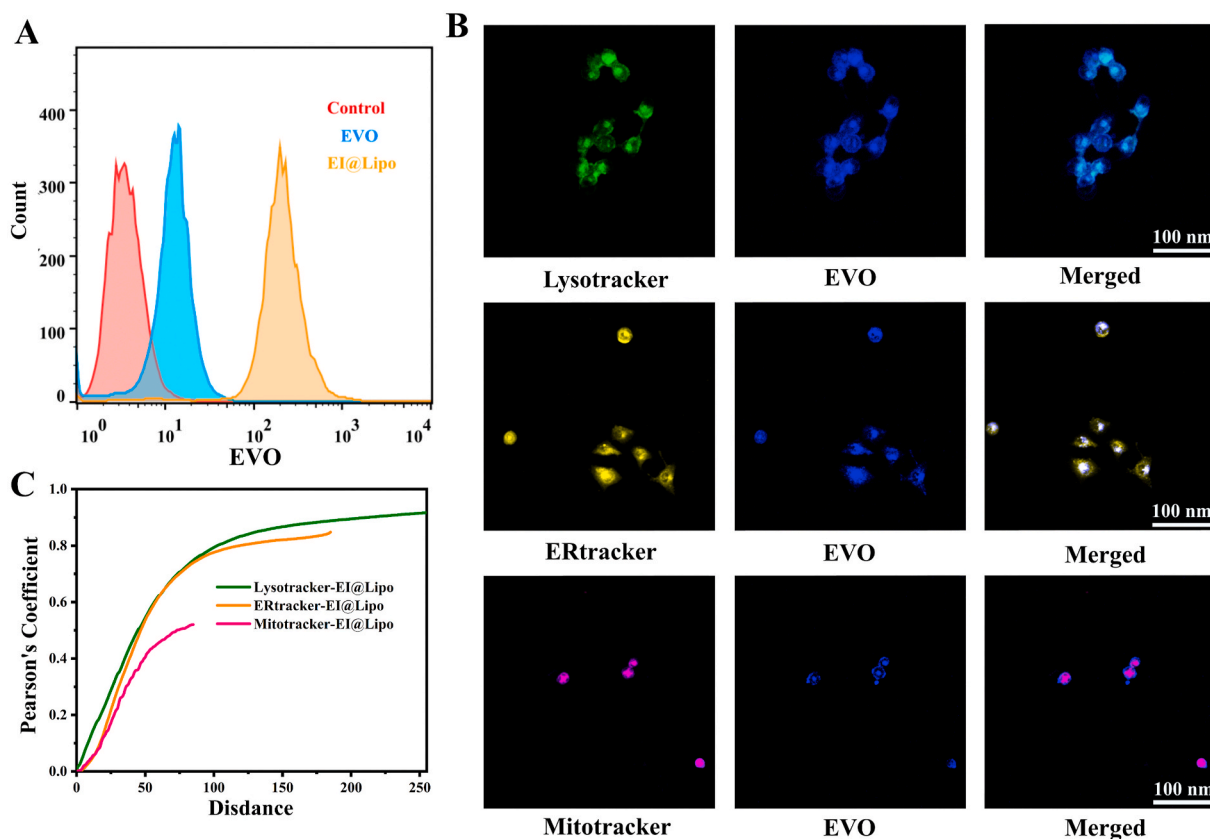 A
Control
EVO
EI@Lipo
400
300
200
100
0
Count
10^0
10^1
10^2
10^3
10^4
EVO
B
100 nm
Lysotracker
EVO
Merged
100 nm
ERtracker
EVO
Merged
100 nm
Mitotracker
EVO
Merged
C
1.0
0.8
0.6
0.4
0.2
0.0
Pearson's Coefficient
Lysotracker-EI@Lipo
ERtracker-EI@Lipo
Mitotracker-EI@Lipo
0
50
100
150
200
250
Disdance